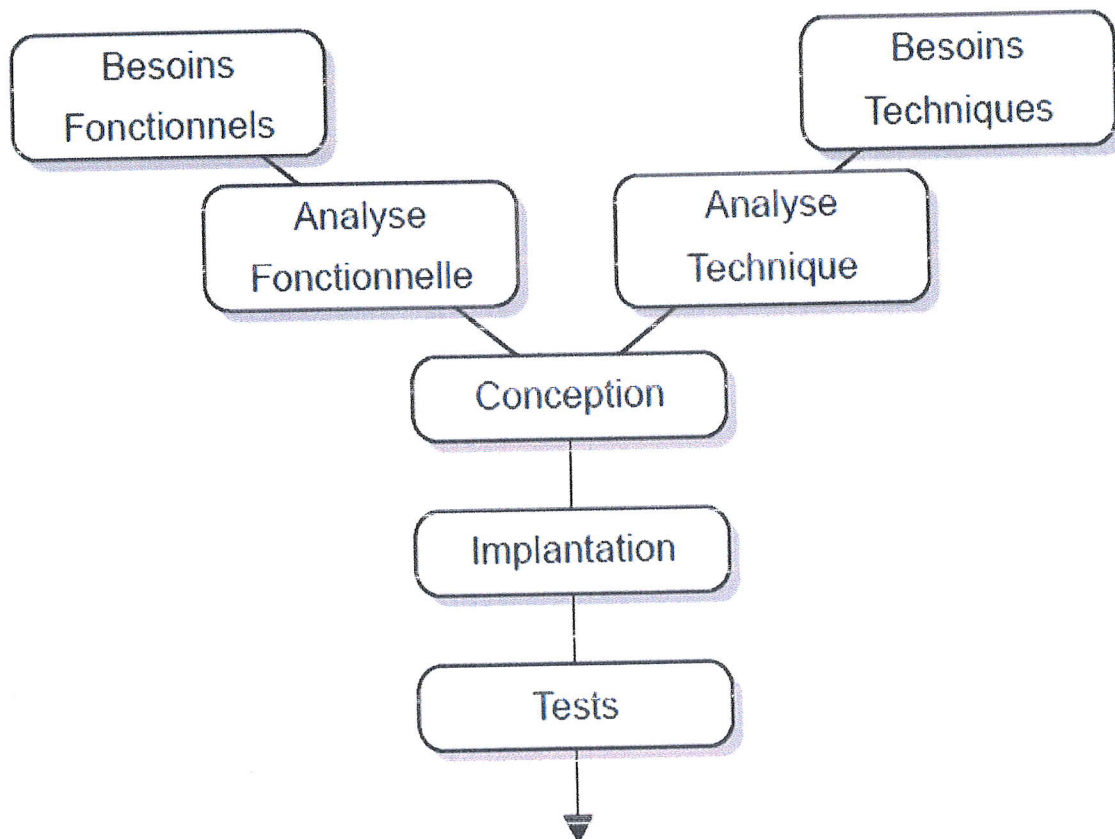 Besoins
Fonctionnels
Besoins
Techniques
Analyse
Fonctionnelle
Analyse
Technique
Conception
Implantation
Tests